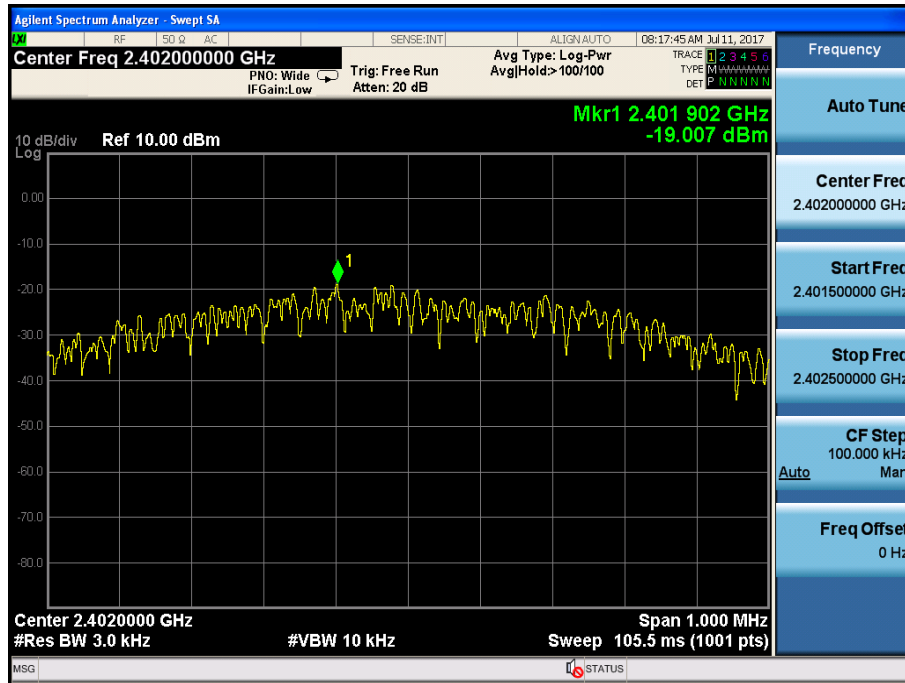 Agilent Spectrum Analyzer - Swept SA
LXI RF 50 Ω AC SENSE:INT ALIGN AUTO 08:17:45 AM Jul 11, 2017
Center Freq 2.402000000 GHz
PNO: Wide
IFGain:Low
Trig: Free Run
Atten: 20 dB
Avg Type: Log-Pwr
Avg|Hold:>100/100
TRACE 1 2 3 4 5 6
TYPE M WWWWW
DET P N N N N N
Mkr1 2.401 902 GHz
-19.007 dBm
10 dB/div Ref 10.00 dBm
Log
0.00
-10.0
1
-20.0
-30.0
-40.0
-50.0
-60.0
-70.0
-80.0
Center 2.4020000 GHz Span 1.000 MHz
#Res BW 3.0 kHz #VBW 10 kHz Sweep 105.5 ms (1001 pts)
MSG STATUS
Frequency
Auto Tune
Center Freq
2.402000000 GHz
Start Freq
2.401500000 GHz
Stop Freq
2.402500000 GHz
CF Step
100.000 kHz
Auto Man
Freq Offset
0 Hz